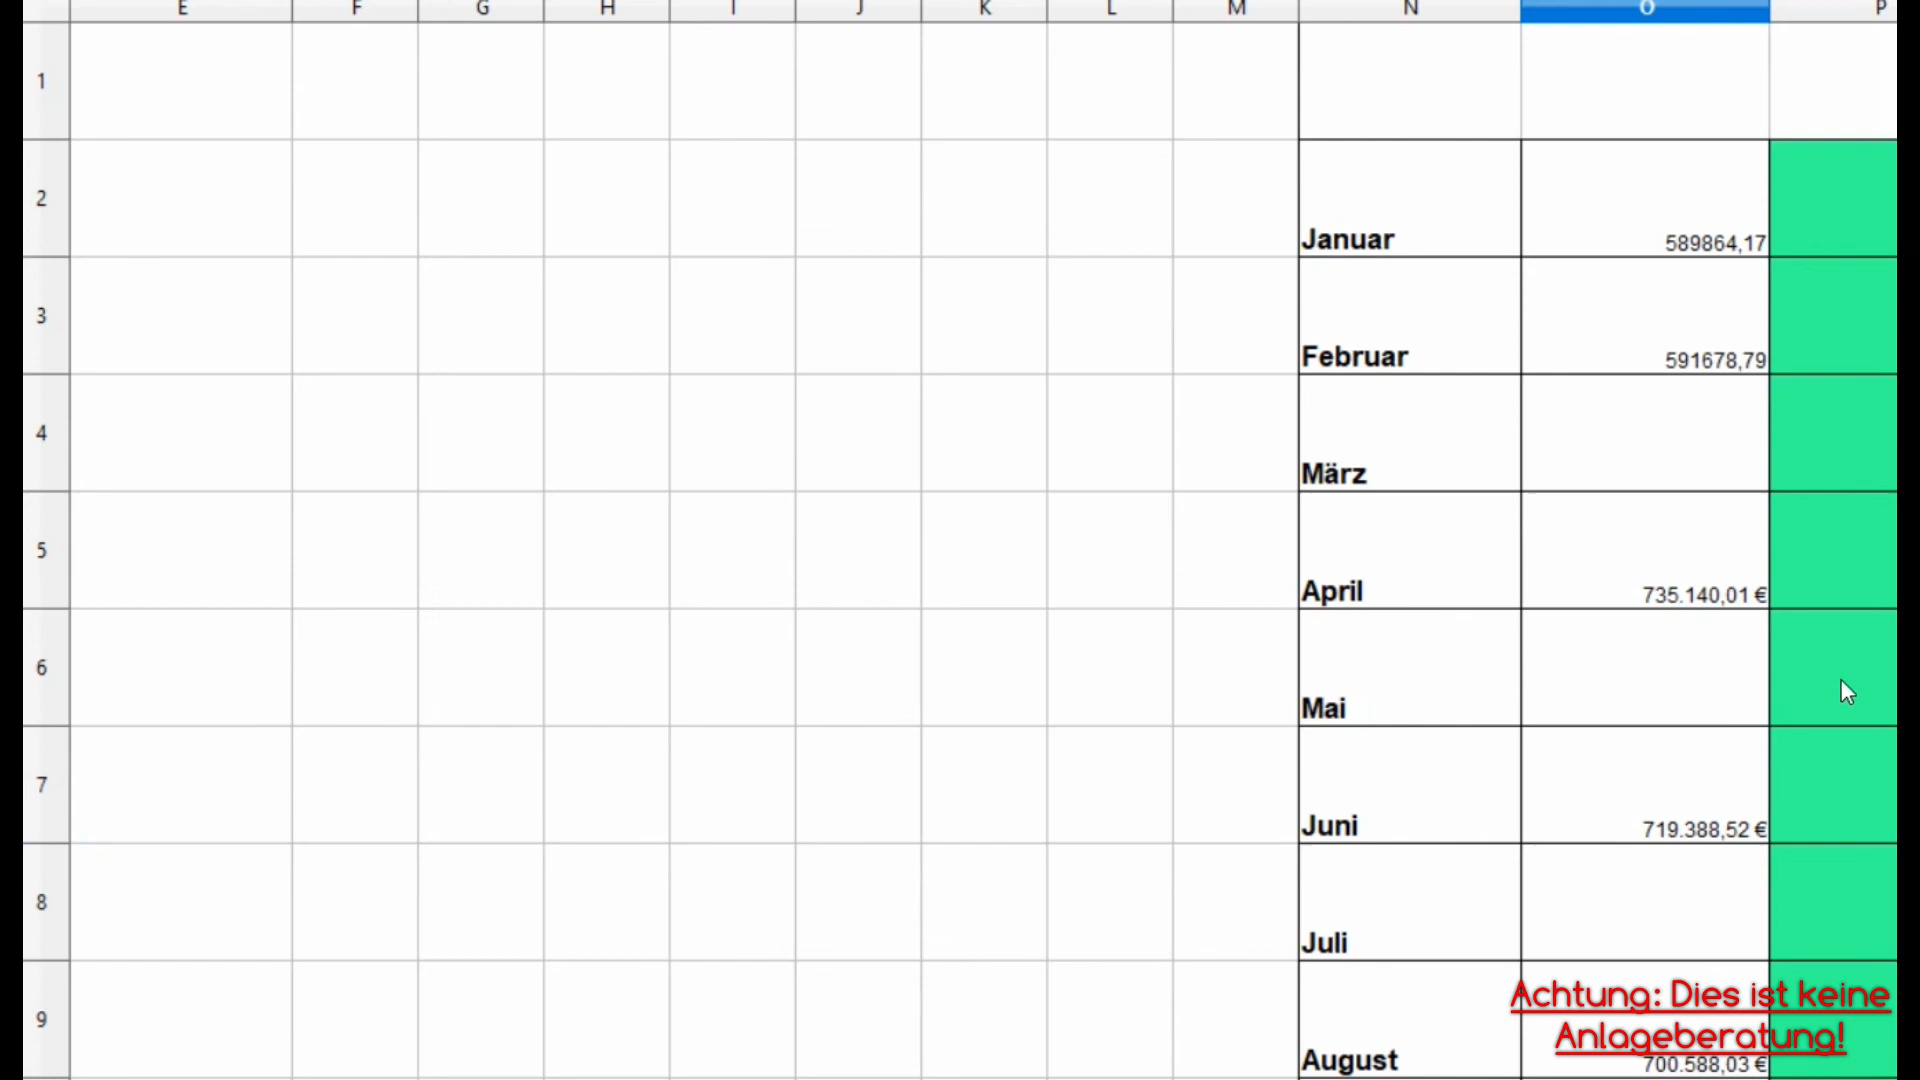 E F G H I J K L M N O P
1
2 Januar 589864,17
3 Februar 591678,79
4 März
5 April 735.140,01 €
6 Mai
7 Juni 719.388,52 €
8 Juli
9 August 700.588,03 €
Achtung: Dies ist keine
Anlageberatung!